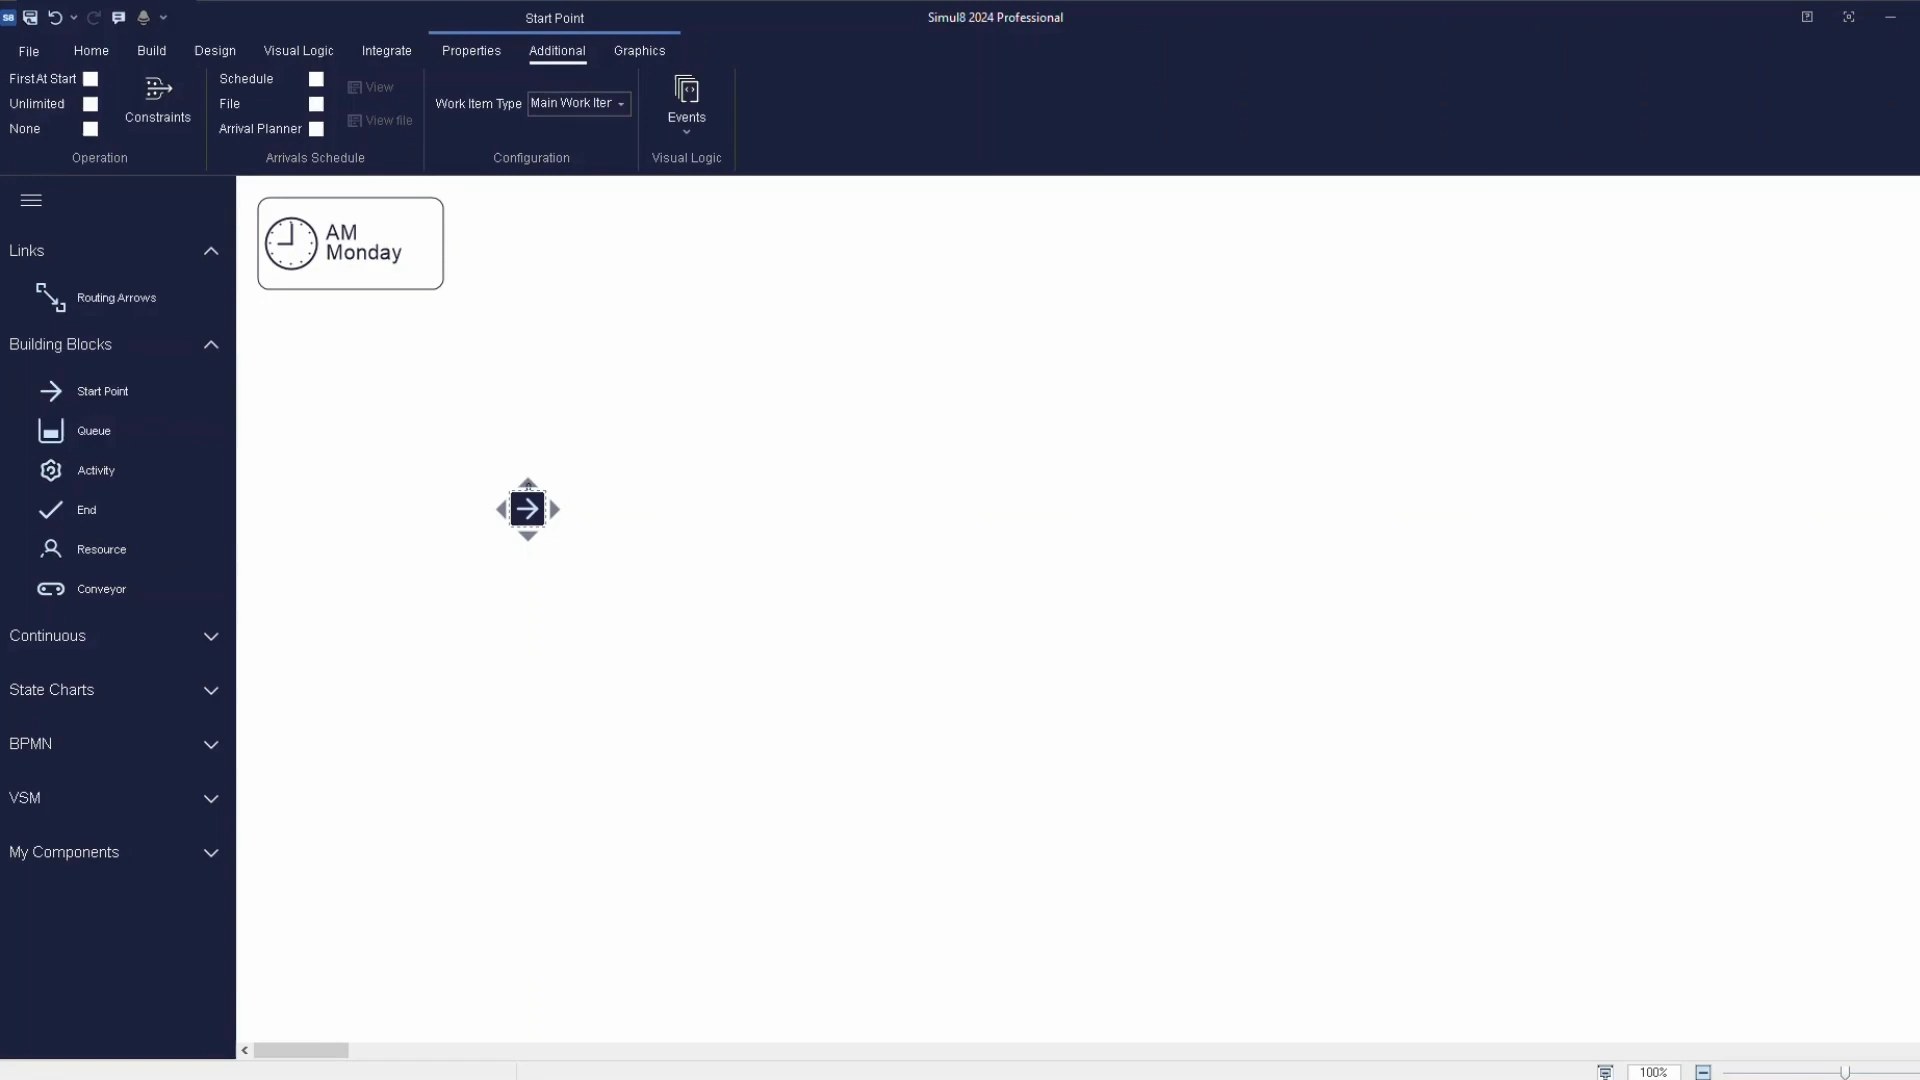 S8
Start Point
Simul8 2024 Professional
File
Home
Build
Design
Visual Logic
Integrate
Properties
Additional
Graphics
FirstAt Start
Unlimited
None
Constraints
Operation
Schedule
File
Arrival Planner
View
View file
Arrivals Schedule
Work Item Type
Main Work Iter
Configuration
Events
Visual Logic
Links
Routing Arrows
Building Blocks
Start Point
Queue
Activity
End
Resource
Conveyor
Continuous
State Charts
BPMN
VSM
My Components
AM
Monday
100%